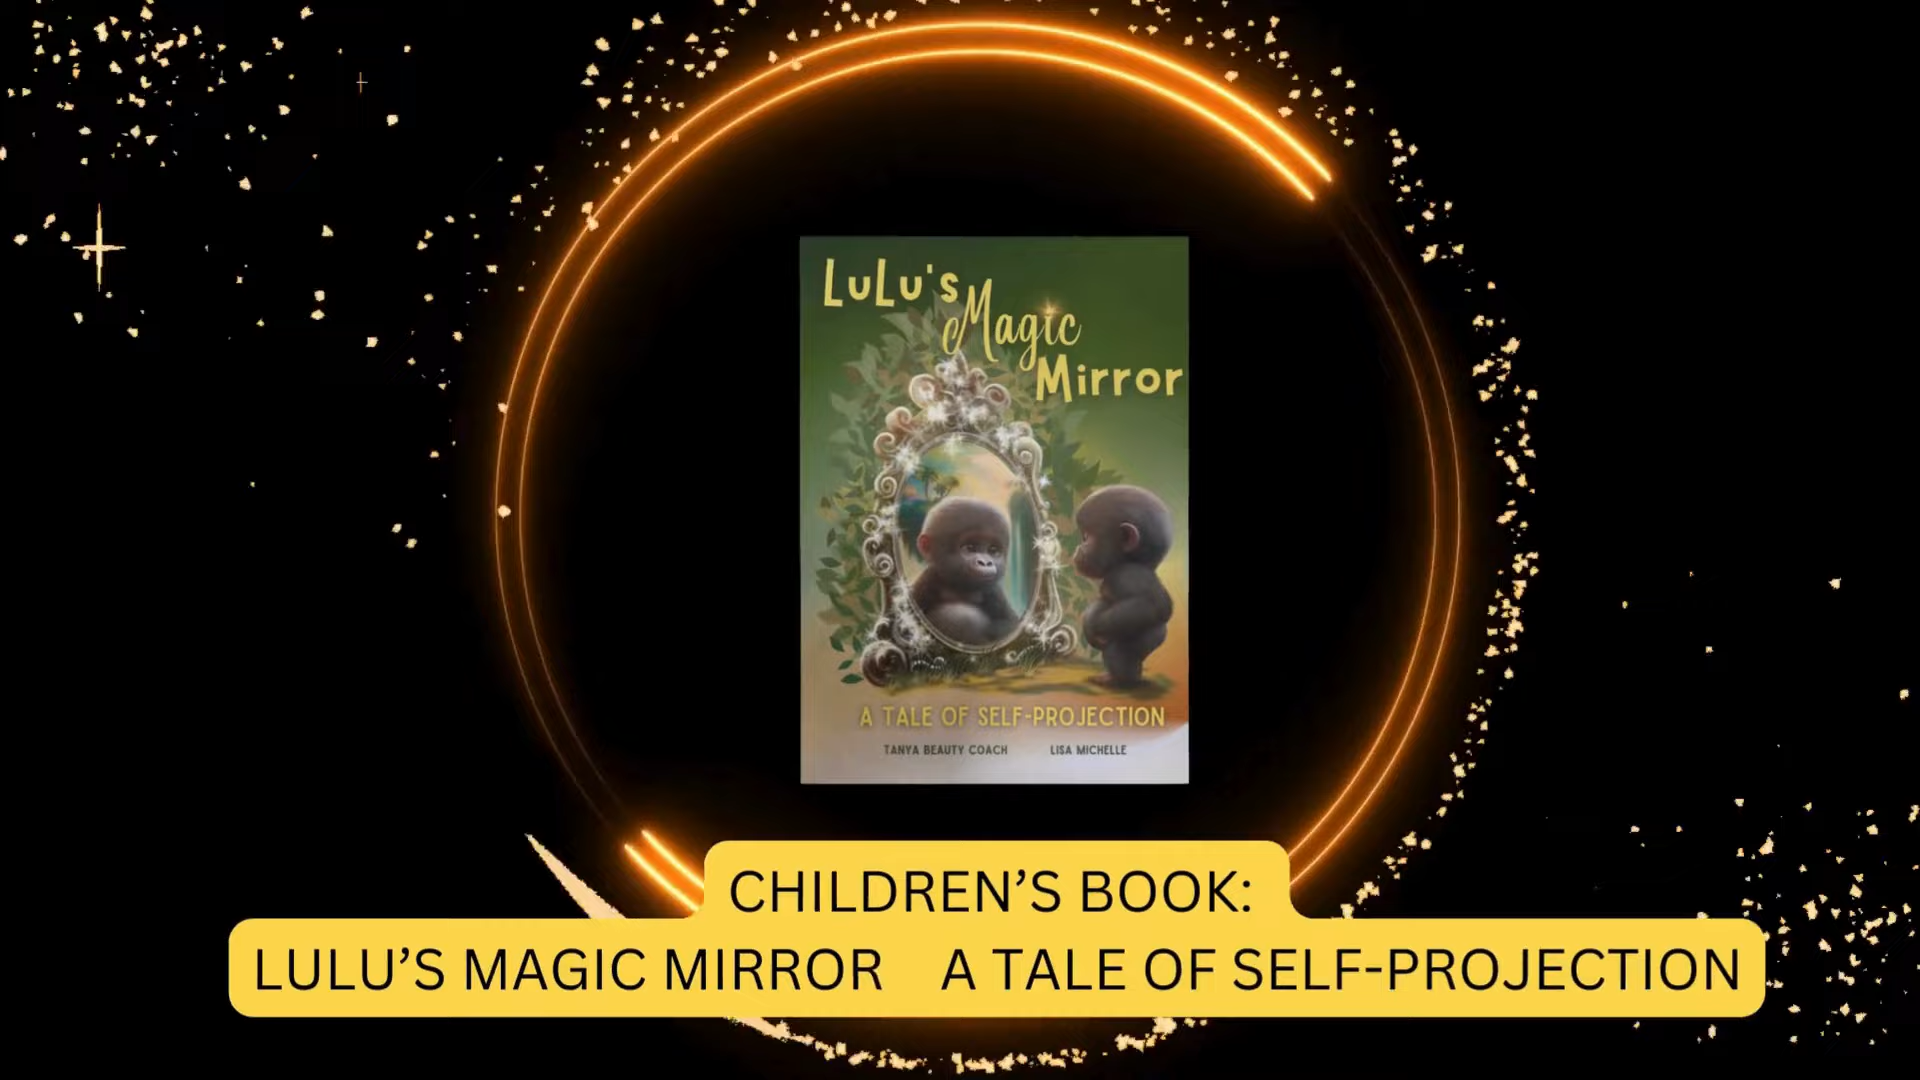 LuLu's
Magic
Mirror
A TALE OF SELF-PROJECTION
TANYA BEAUTY COACH LISA MICHELLE
CHILDREN’S BOOK:
LULU’S MAGIC MIRROR A TALE OF SELF-PROJECTION